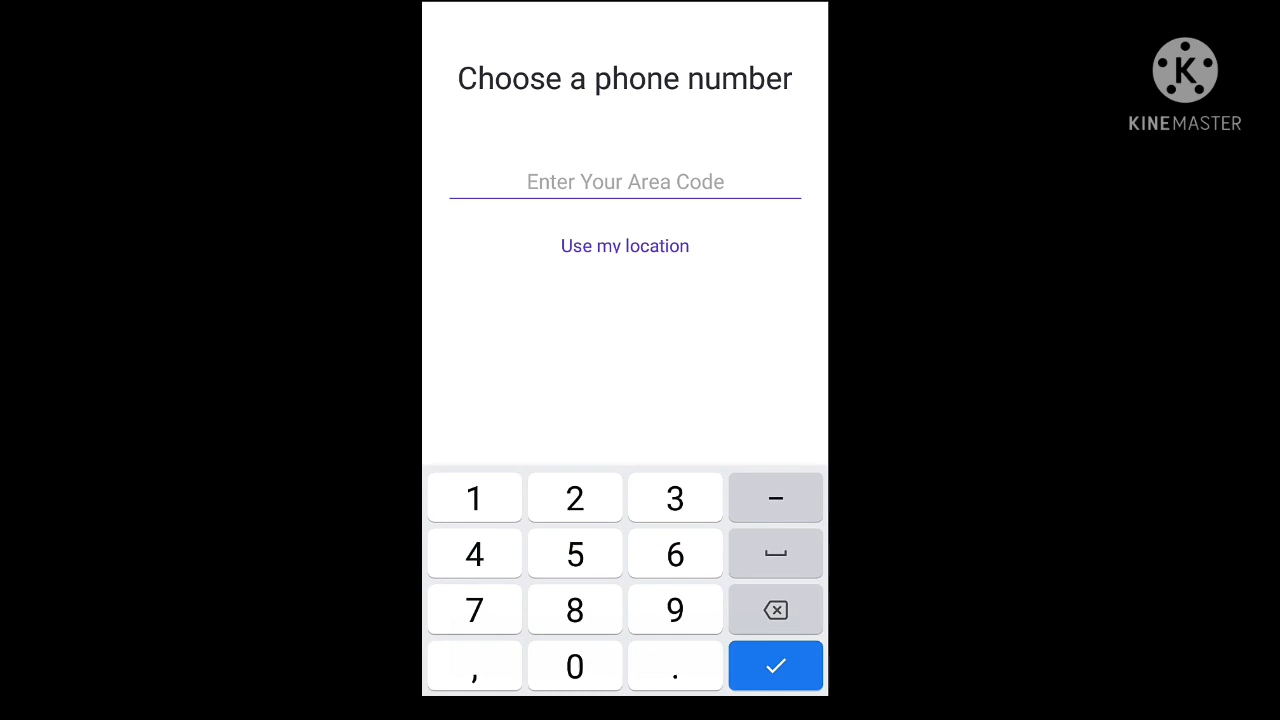 Choose a phone number
K
KINEMASTER
Enter Your Area Code
Use my location
1 2 3 –
4 5 6
7 8 9
, 0 .